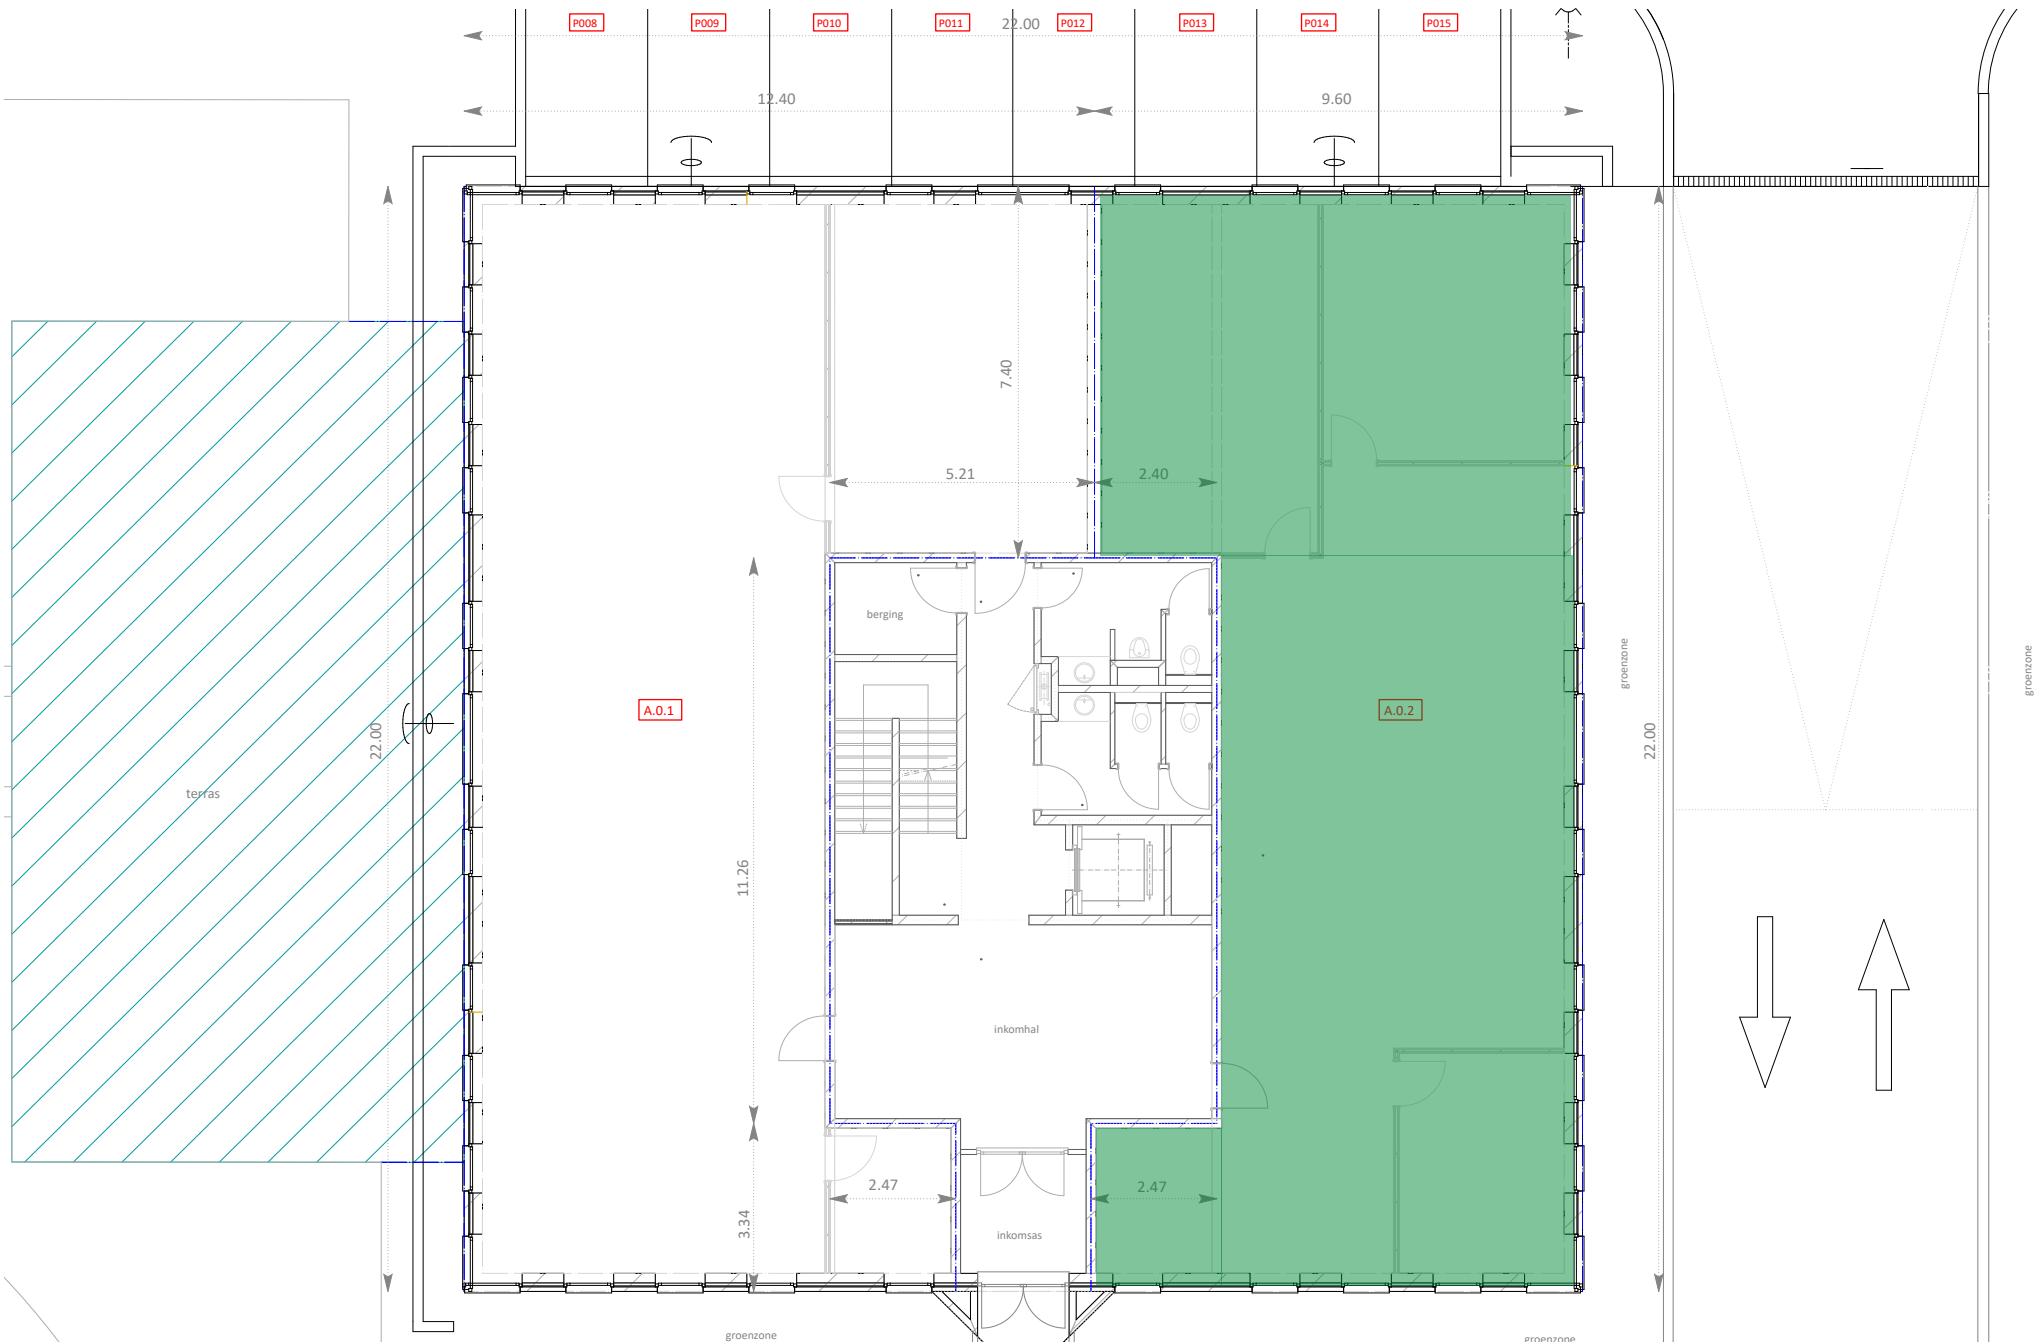 P008
P009
P010
P011
P012
P013
P014
P015
22.00
12.40
9.60
7.40
5.21
2.40
berging
A.0.1
A.0.2
groenzone
groenzone
22.00
22.00
terras
11.26
inkomhal
2.47
2.47
3.34
inkomsas
groenzone
groenzone